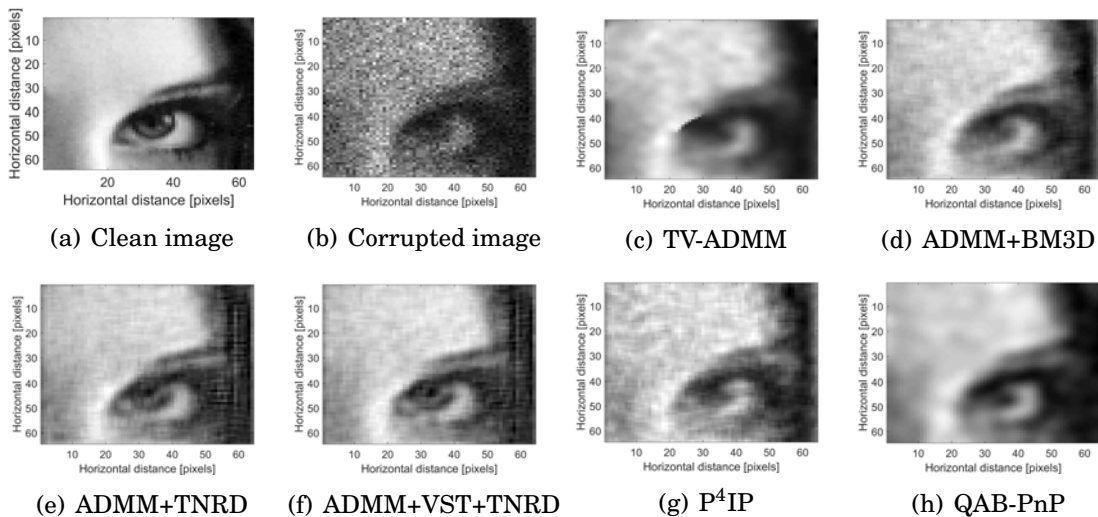 Horizontal distance [pixels]
10
20
30
40
50
60
20
40
60
Horizontal distance [pixels]
(a) Clean image
Horizontal distance [pixels]
10
20
30
40
50
60
10 20 30 40 50 60
Horizontal distance [pixels]
(b) Corrupted image
Horizontal distance [pixels]
10
20
30
40
50
60
10 20 30 40 50 60
Horizontal distance [pixels]
(c) TV-ADMM
Horizontal distance [pixels]
10
20
30
40
50
60
10 20 30 40 50 60
Horizontal distance [pixels]
(d) ADMM+BM3D
Horizontal distance [pixels]
10
20
30
40
50
60
10 20 30 40 50 60
Horizontal distance [pixels]
(e) ADMM+TNRD
Horizontal distance [pixels]
10
20
30
40
50
60
10 20 30 40 50 60
Horizontal distance [pixels]
(f) ADMM+VST+TNRD
Horizontal distance [pixels]
10
20
30
40
50
60
10 20 30 40 50 60
Horizontal distance [pixels]
(g) P⁴IP
Horizontal distance [pixels]
10
20
30
40
50
60
10 20 30 40 50 60
Horizontal distance [pixels]
(h) QAB-PnP